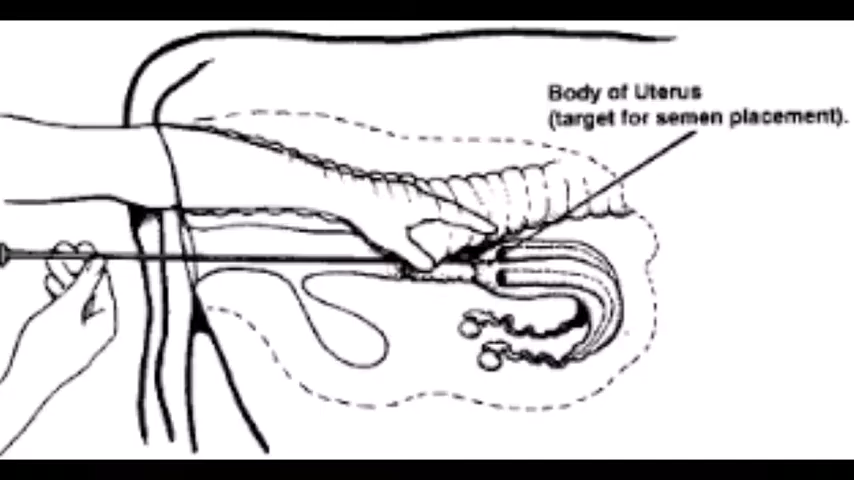 Body of Uterus
(target for semen placement).